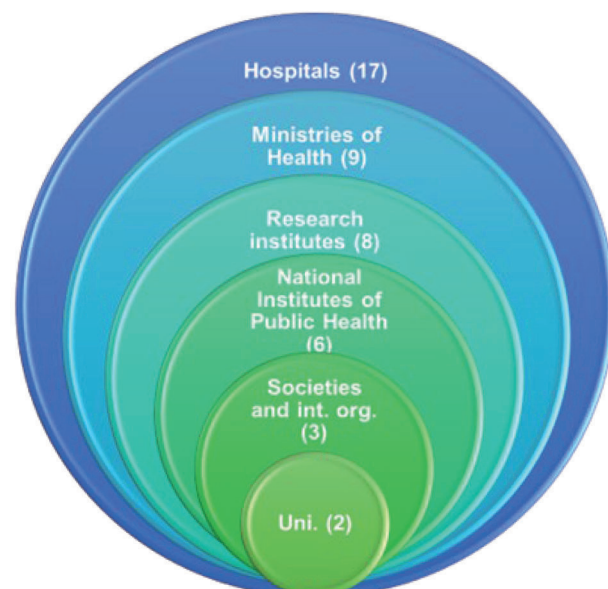 Hospitals (17)
Ministries of
Health (9)
Research
institutes (8)
National
Institutes of
Public Health
(6)
Societies
and int. org.
(3)
Uni. (2)